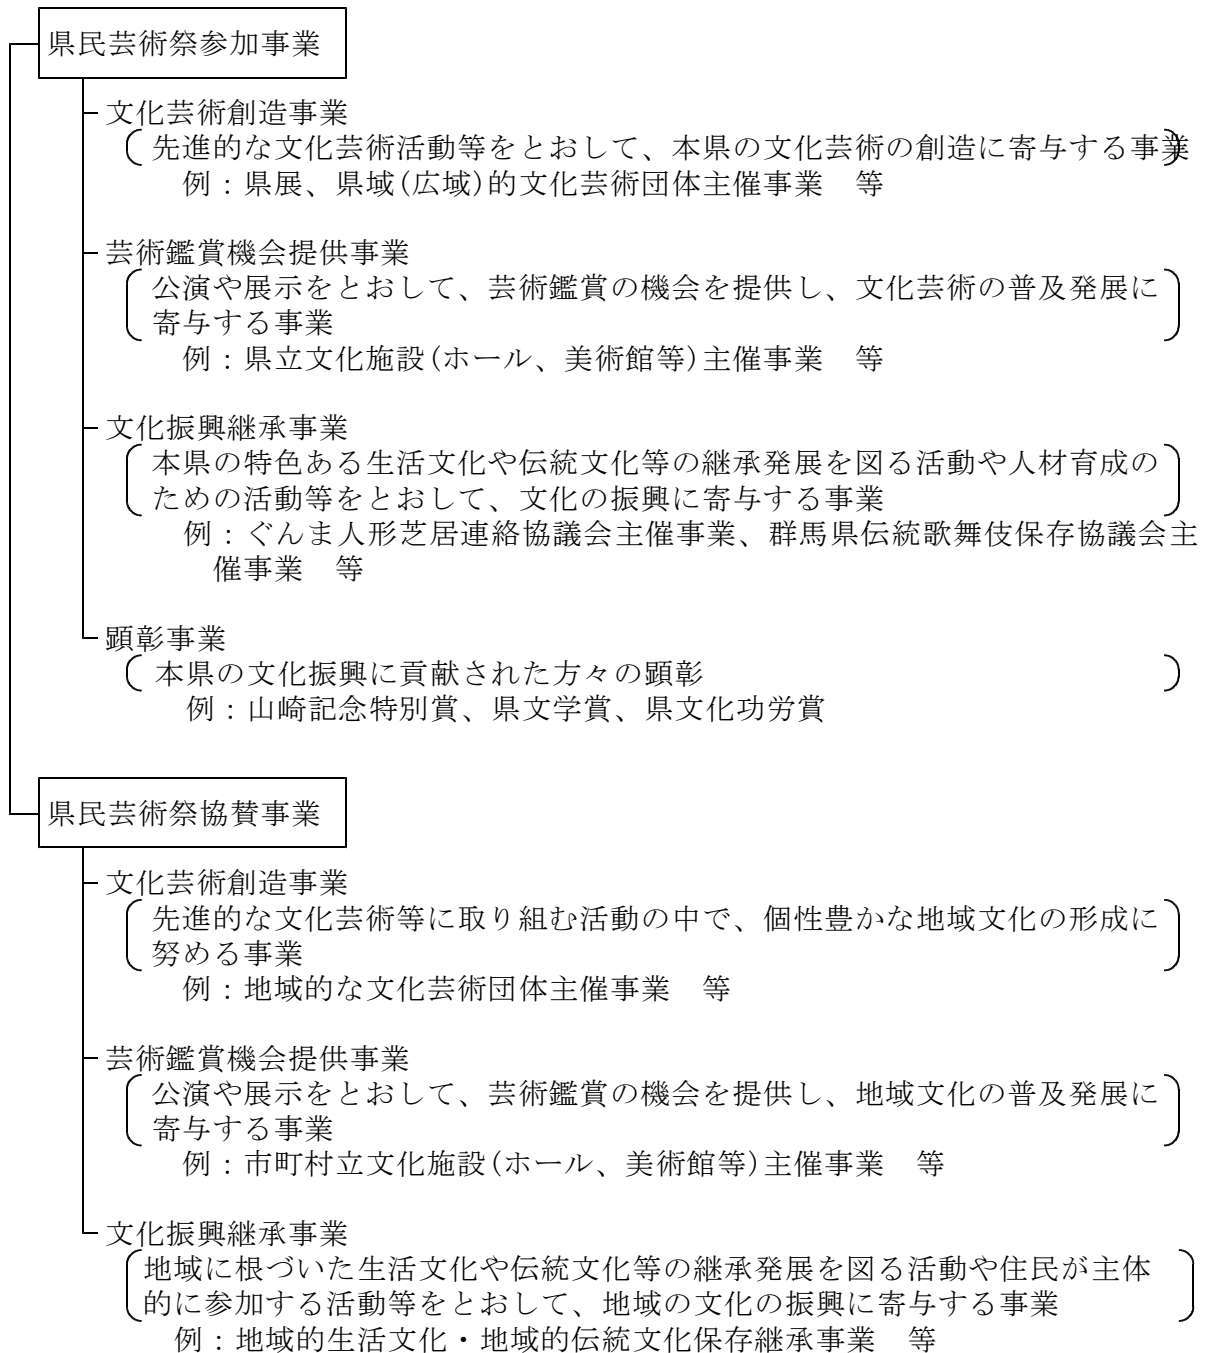 県民芸術祭参加事業
文化芸術創造事業
先進的な文化芸術活動等をとおして、本県の文化芸術の創造に寄与する事業
例：県展、県域(広域)的文化芸術団体主催事業　等
芸術鑑賞機会提供事業
公演や展示をとおして、芸術鑑賞の機会を提供し、文化芸術の普及発展に
寄与する事業
例：県立文化施設(ホール、美術館等)主催事業　等
文化振興継承事業
本県の特色ある生活文化や伝統文化等の継承発展を図る活動や人材育成の
ための活動等をとおして、文化の振興に寄与する事業
例：ぐんま人形芝居連絡協議会主催事業、群馬県伝統歌舞伎保存協議会主
催事業　等
顕彰事業
本県の文化振興に貢献された方々の顕彰
例：山崎記念特別賞、県文学賞、県文化功労賞
県民芸術祭協賛事業
文化芸術創造事業
先進的な文化芸術等に取り組む活動の中で、個性豊かな地域文化の形成に
努める事業
例：地域的な文化芸術団体主催事業　等
芸術鑑賞機会提供事業
公演や展示をとおして、芸術鑑賞の機会を提供し、地域文化の普及発展に
寄与する事業
例：市町村立文化施設(ホール、美術館等)主催事業　等
文化振興継承事業
地域に根づいた生活文化や伝統文化等の継承発展を図る活動や住民が主体
的に参加する活動等をとおして、地域の文化の振興に寄与する事業
例：地域的生活文化・地域的伝統文化保存継承事業　等